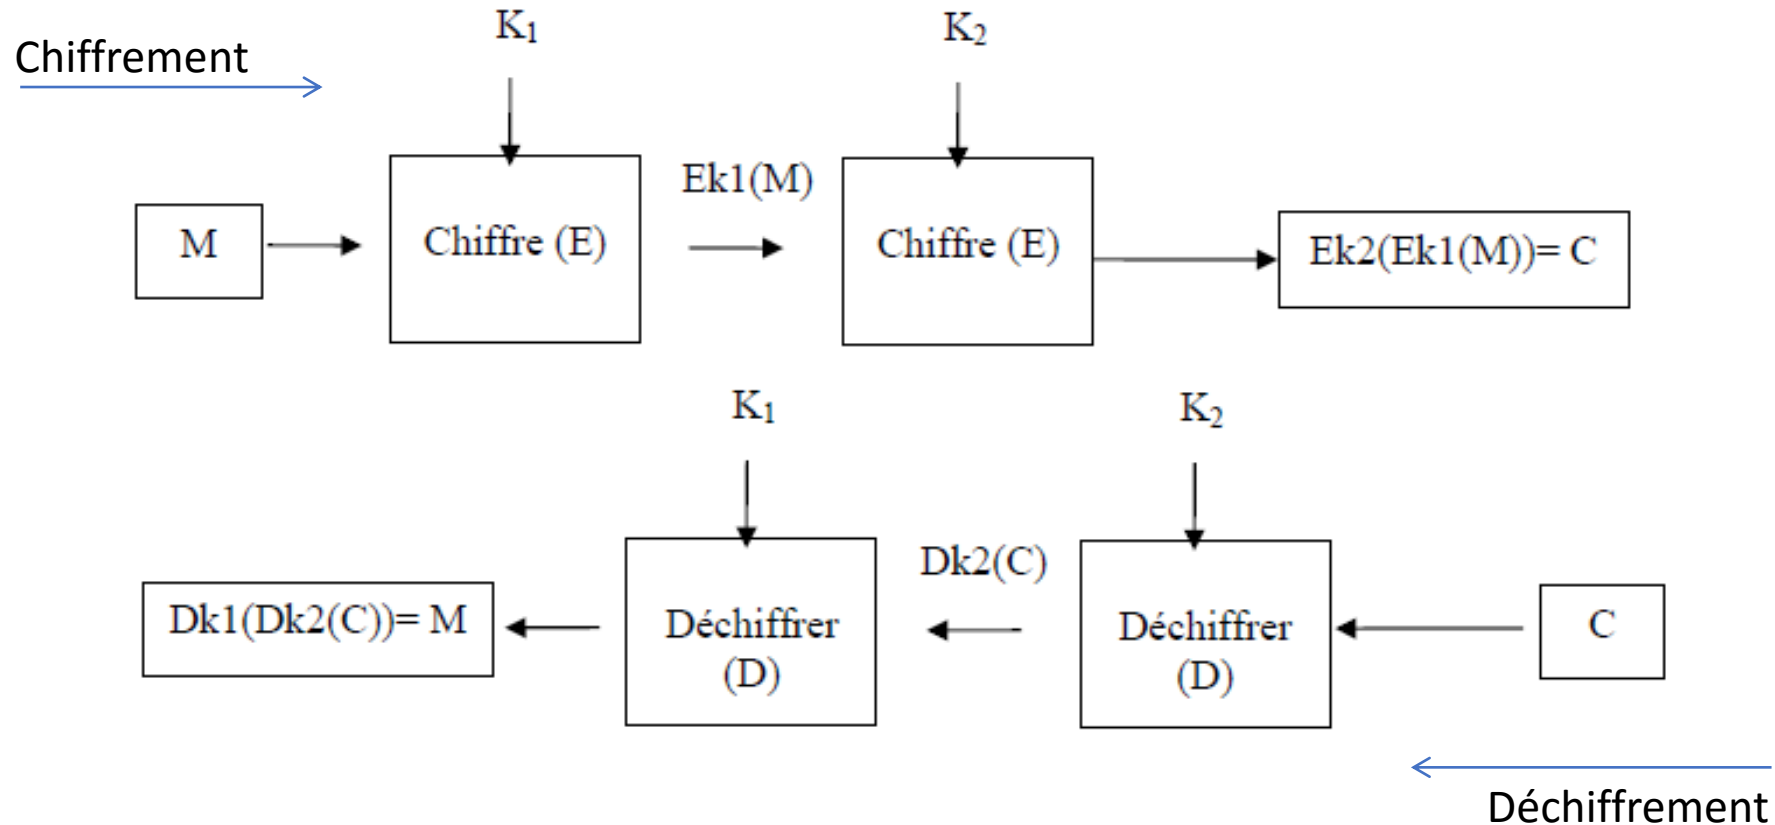 Chiffrement
K₁
K₂
Ek1(M)
M
Chiffre (E)
Chiffre (E)
Ek2(Ek1(M))= C
K₁
K₂
Dk2(C)
Dk1(Dk2(C))= M
Déchiffrer
(D)
Déchiffrer
(D)
C
Déchiffrement